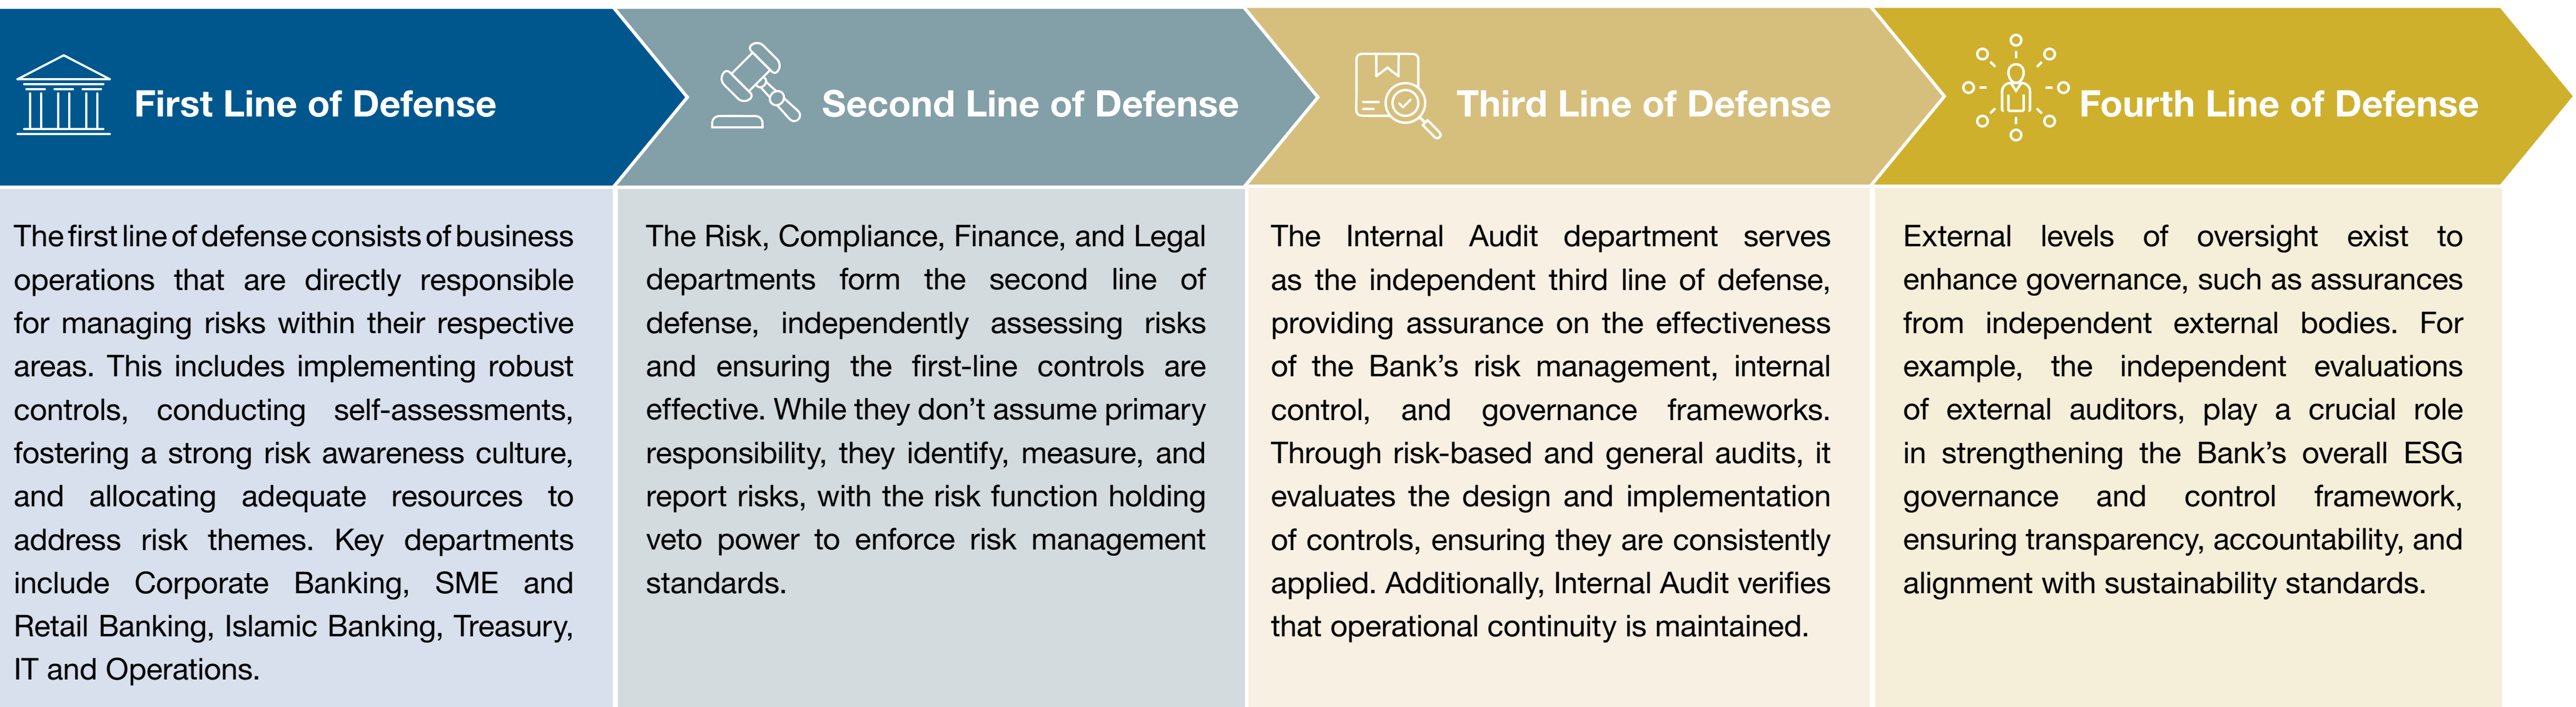 First Line of Defense
The first line of defense consists of business
operations that are directly responsible
for managing risks within their respective
areas. This includes implementing robust
controls, conducting self-assessments,
fostering a strong risk awareness culture,
and allocating adequate resources to
address risk themes. Key departments
include Corporate Banking, SME and
Retail Banking, Islamic Banking, Treasury,
IT and Operations.
Second Line of Defense
The Risk, Compliance, Finance, and Legal
departments form the second line of
defense, independently assessing risks
and ensuring the first-line controls are
effective. While they don't assume primary
responsibility, they identify, measure, and
report risks, with the risk function holding
veto power to enforce risk management
standards.
Third Line of Defense
The Internal Audit department serves
as the independent third line of defense,
providing assurance on the effectiveness
of the Bank's risk management, internal
control, and governance frameworks.
Through risk-based and general audits, it
evaluates the design and implementation
of controls, ensuring they are consistently
applied. Additionally, Internal Audit verifies
that operational continuity is maintained.
Fourth Line of Defense
External levels of oversight exist to
enhance governance, such as assurances
from independent external bodies. For
example, the independent evaluations
of external auditors, play a crucial role
in strengthening the Bank's overall ESG
governance and control framework,
ensuring transparency, accountability, and
alignment with sustainability standards.